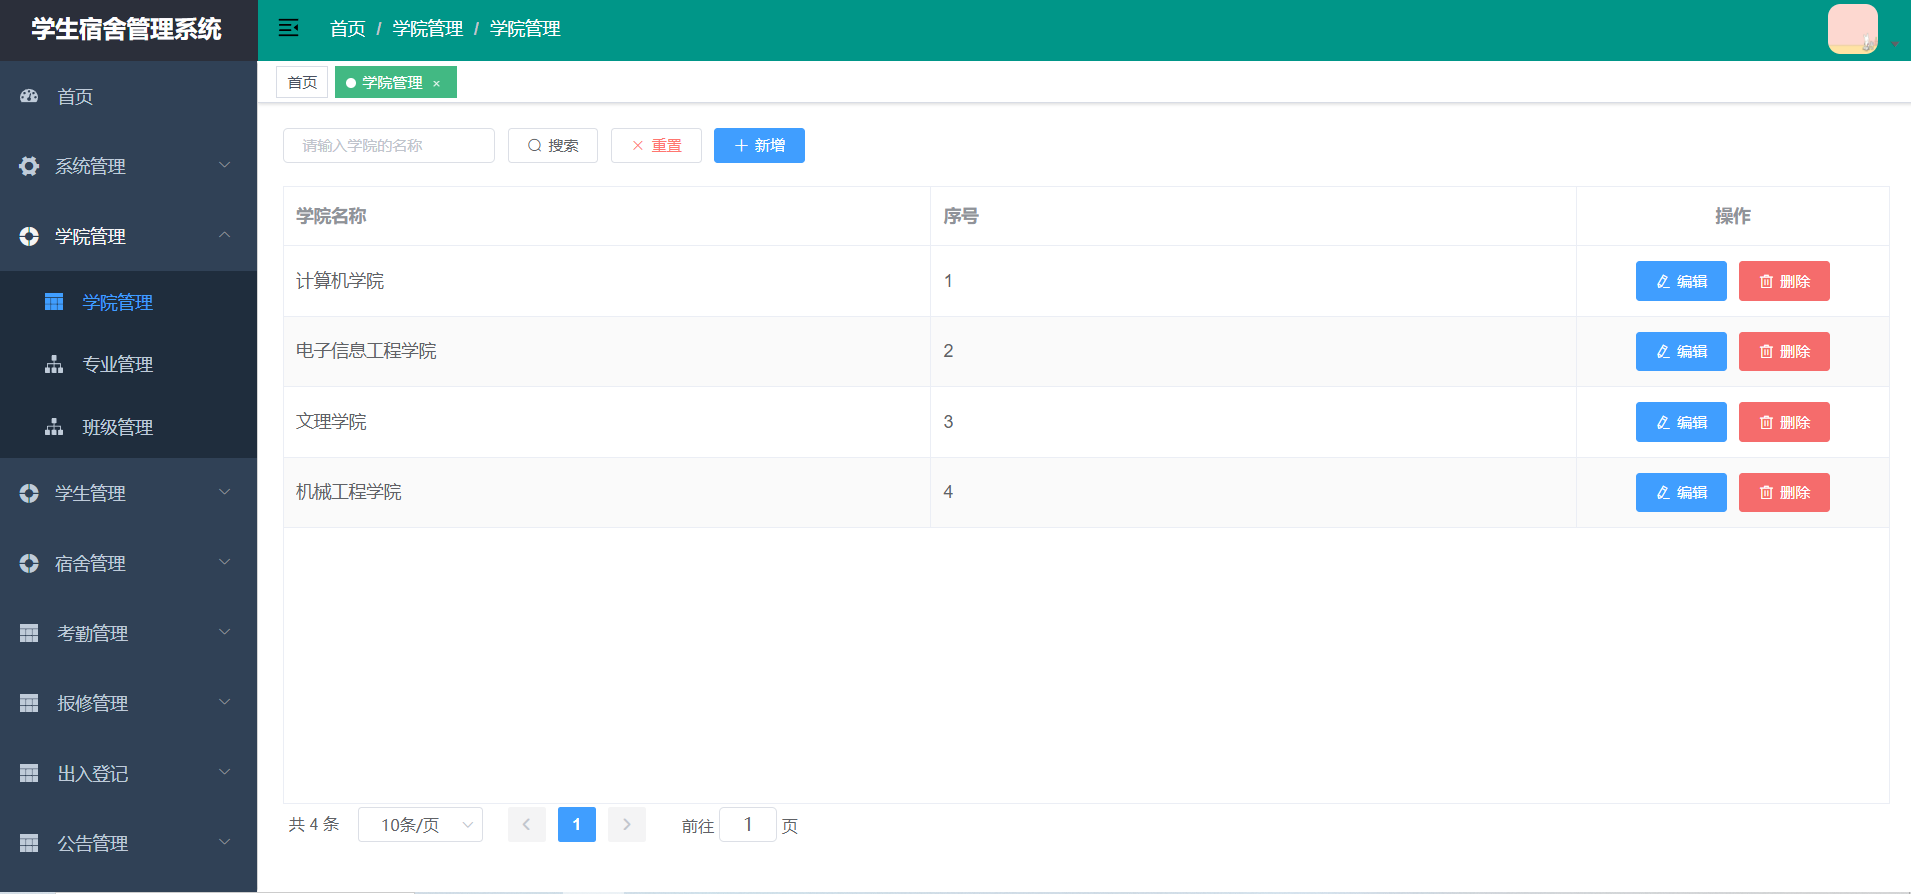 学生宿舍管理系统
首页 / 学院管理 / 学院管理
首页
系统管理
学院管理
学院管理
专业管理
班级管理
学生管理
宿舍管理
考勤管理
报修管理
出入登记
公告管理
首页 学院管理 ×
请输入学院的名称 搜索 重置 新增
学院名称 序号 操作
计算机学院 1 编辑 删除
电子信息工程学院 2 编辑 删除
文理学院 3 编辑 删除
机械工程学院 4 编辑 删除
共 4 条 10条/页 1 前往 1 页